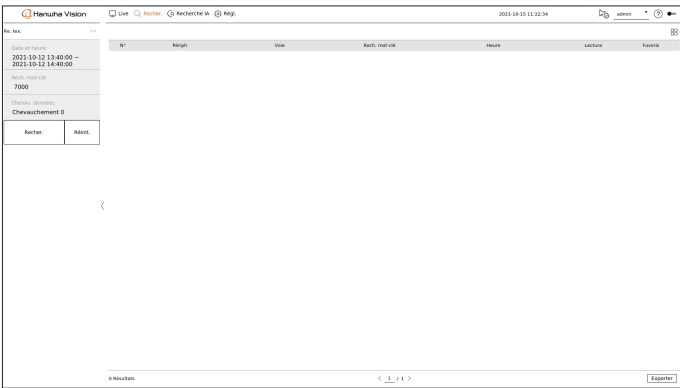 Hanwha Vision
Live Recher. Recherche IA Régl. 2021-10-15 11:22:34 admin ?
Re. tex. ...
N° Périph Voie Rech. mot-clé Heure Lecture Favoris
Date et heure
2021-10-12 13:40:00 ~
2021-10-12 14:40:00
Rech. mot-clé
7000
Chevau. données
Chevauchement 0
Recher. Réinit.
0 Résultats < 1 / 1 > Exporter